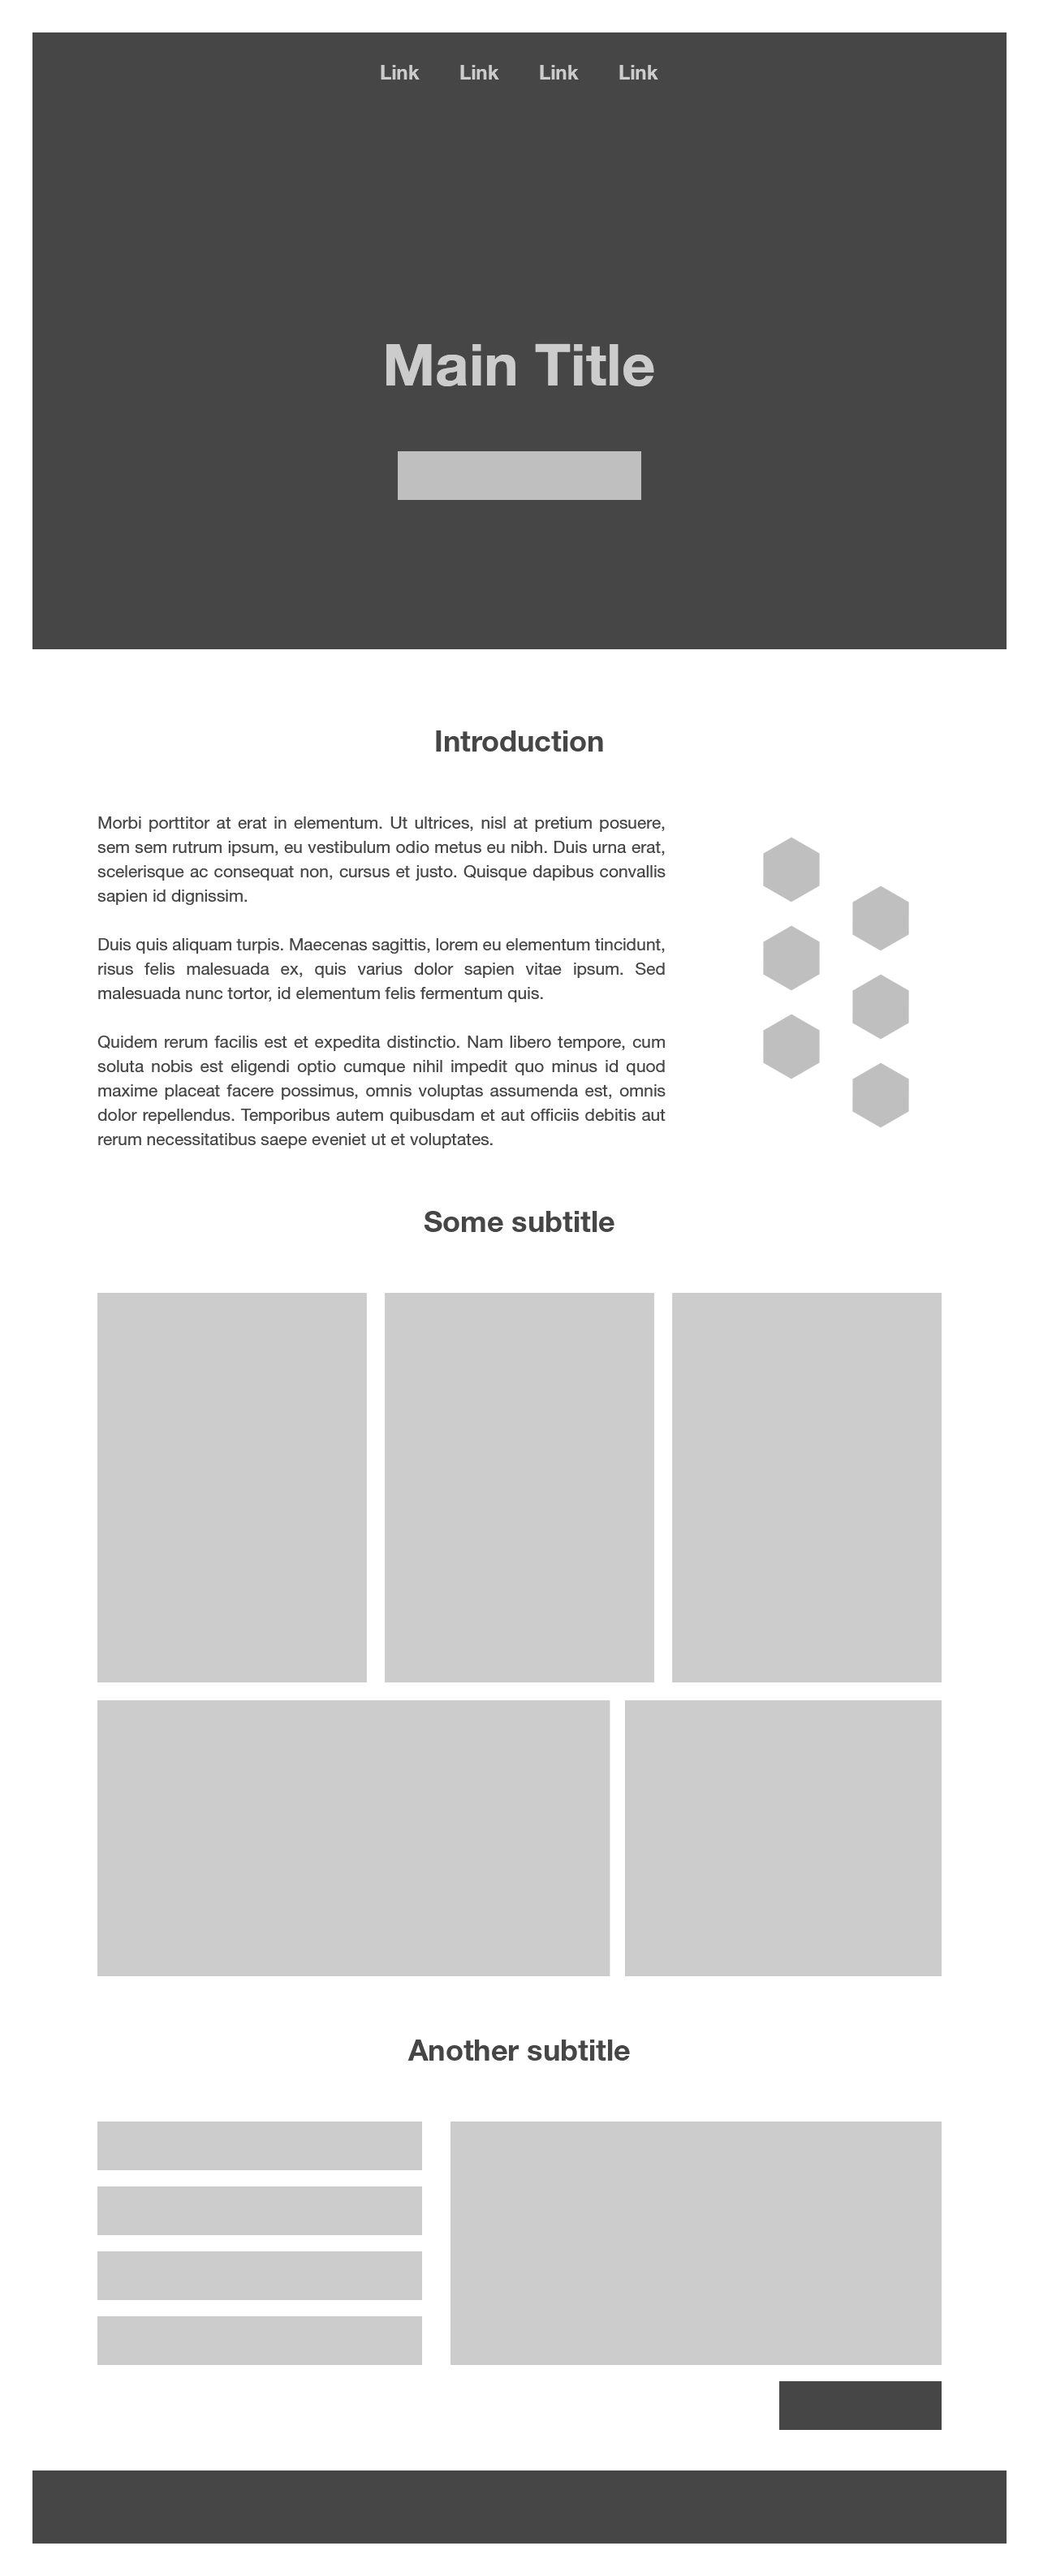 Link Link Link Link
Main Title
Introduction
Morbi porttitor at erat in elementum. Ut ultrices, nisl at pretium posuere,
sem sem rutrum ipsum, eu vestibulum odio metus eu nibh. Duis urna erat,
scelerisque ac consequat non, cursus et justo. Quisque dapibus convallis
sapien id dignissim.
Duis quis aliquam turpis. Maecenas sagittis, lorem eu elementum tincidunt,
risus felis malesuada ex, quis varius dolor sapien vitae ipsum. Sed
malesuada nunc tortor, id elementum felis fermentum quis.
Quidem rerum facilis est et expedita distinctio. Nam libero tempore, cum
soluta nobis est eligendi optio cumque nihil impedit quo minus id quod
maxime placeat facere possimus, omnis voluptas assumenda est, omnis
dolor repellendus. Temporibus autem quibusdam et aut officiis debitis aut
rerum necessitatibus saepe eveniet ut et voluptates.
Some subtitle
Another subtitle